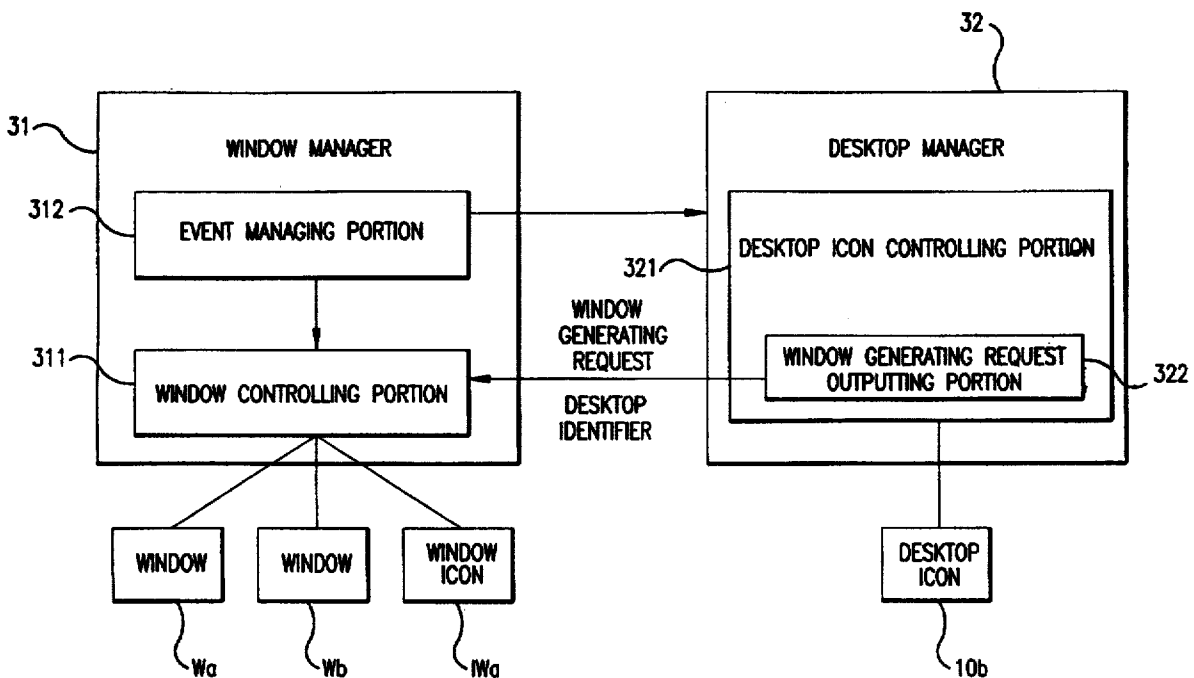 32
31
WINDOW MANAGER
DESKTOP MANAGER
312
EVENT MANAGING PORTION
321
DESKTOP ICON CONTROLLING PORTION
WINDOW
GENERATING
REQUEST
311
WINDOW CONTROLLING PORTION
WINDOW GENERATING REQUEST
OUTPUTTING PORTION
322
DESKTOP
IDENTIFIER
WINDOW
WINDOW
WINDOW
ICON
DESKTOP
ICON
Wa
Wb
IWa
10b